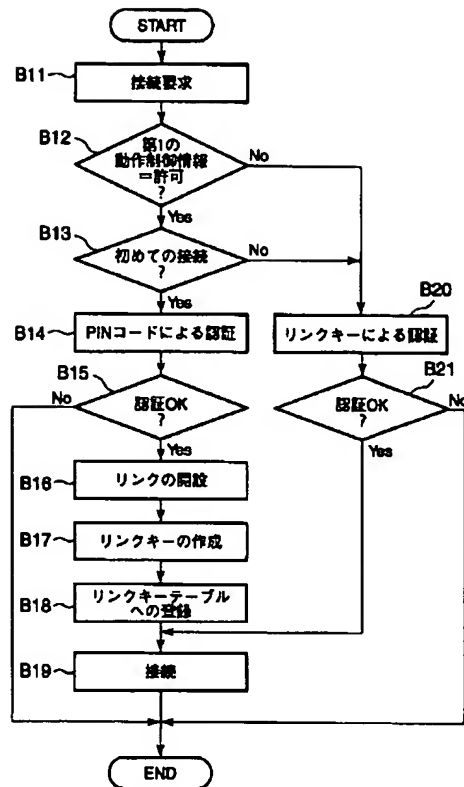 START
B11
接続要求
B12
第1の
動作制御情報
=許可
?
No
Yes
B13
初めての接続
?
No
Yes
B20
B14
PINコードによる認証
リンクキーによる認証
B15
B21
No
認証OK
?
認証OK
?
No
Yes
Yes
B16
リンクの開設
B17
リンクキーの作成
B18
リンクキーテーブル
への登録
B19
接続
END